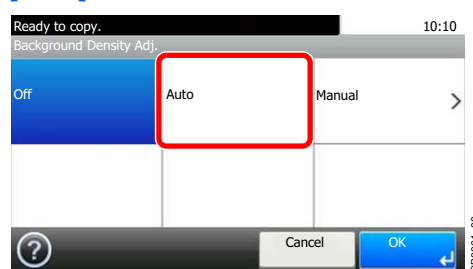 Ready to copy.
10:10
Background Density Adj.
Off
Auto
Manual
?
Cancel
OK